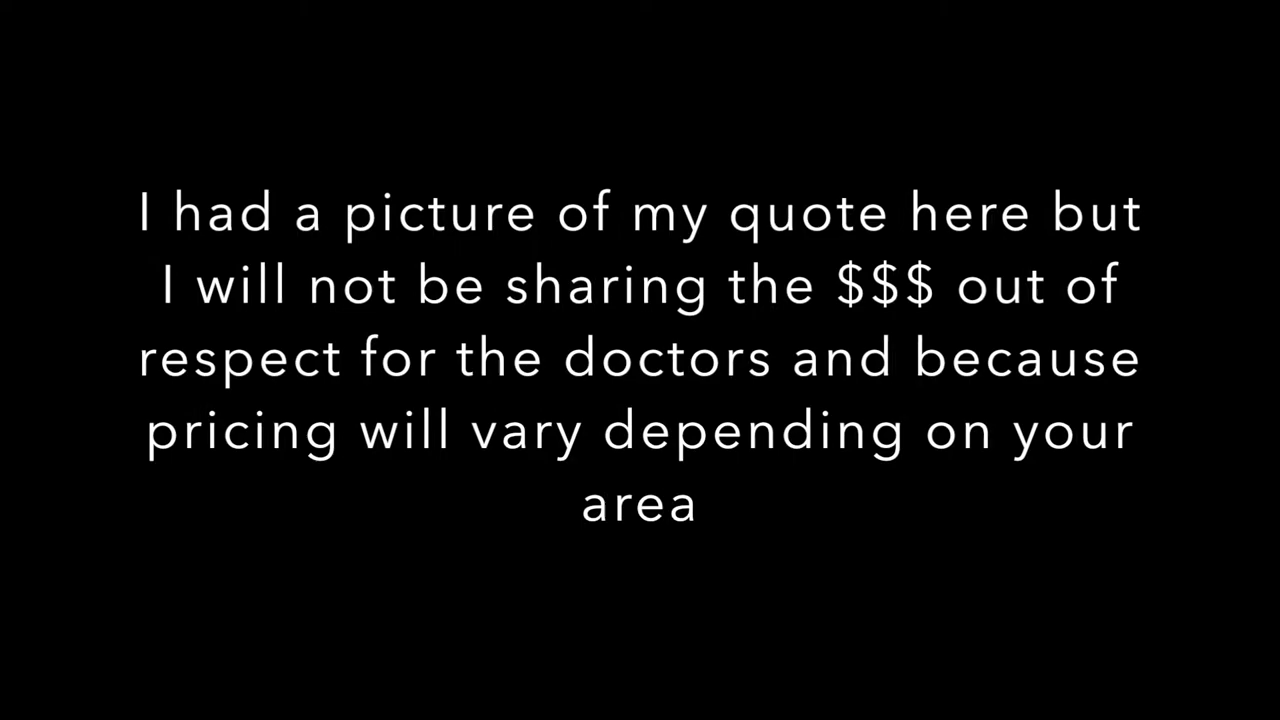 I had a picture of my quote here but
I will not be sharing the $$$ out of
respect for the doctors and because
pricing will vary depending on your
area